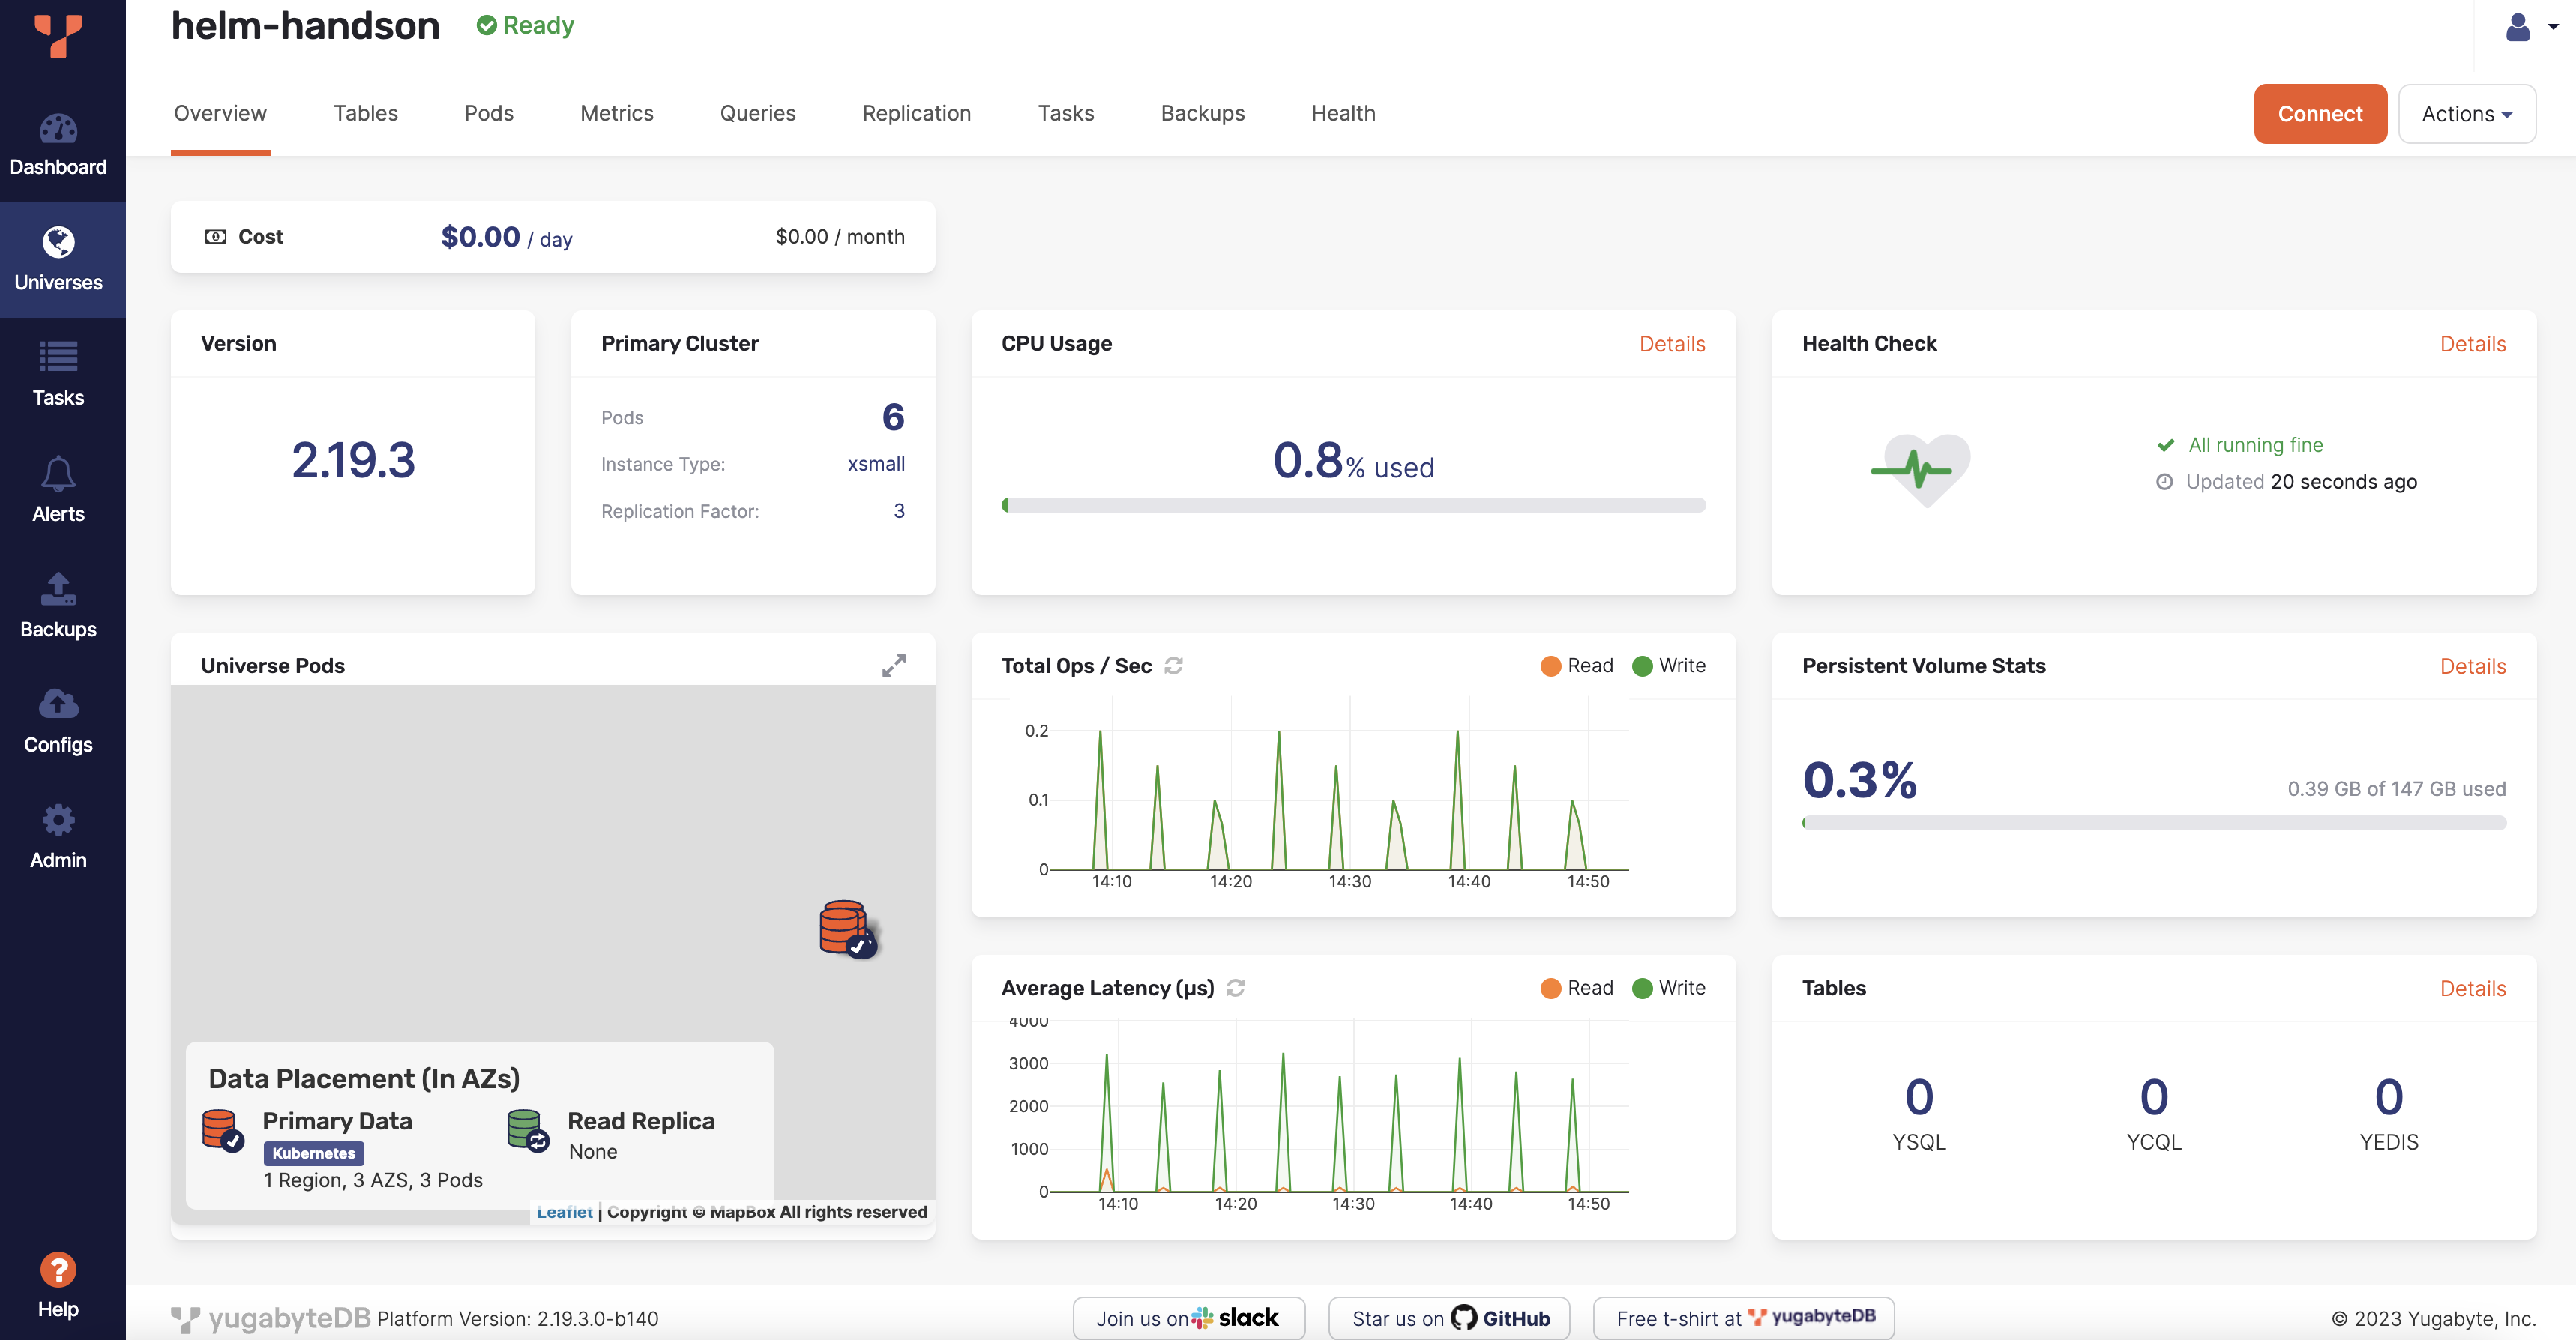 helm-handson
Ready
Overview Tables Pods Metrics Queries Replication Tasks Backups Health
Connect
Actions
Dashboard
Universes
Tasks
Alerts
Backups
Configs
Admin
Help
Cost $0.00 / day $0.00 / month
Version
2.19.3
Primary Cluster
Pods 6
Instance Type: xsmall
Replication Factor: 3
CPU Usage Details
0.8% used
Health Check Details
All running fine
Updated 20 seconds ago
Universe Pods
Data Placement (In AZs)
Primary Data
Kubernetes
1 Region, 3 AZS, 3 Pods
Read Replica
None
Leaflet | Copyright © MapBox All rights reserved
Total Ops / Sec Read Write
0.2
0.1
0
14:10 14:20 14:30 14:40 14:50
Persistent Volume Stats Details
0.3% 0.39 GB of 147 GB used
Average Latency (µs) Read Write
4000
3000
2000
1000
0
14:10 14:20 14:30 14:40 14:50
Tables Details
0 0 0
YSQL YCQL YEDIS
yugabyteDB Platform Version: 2.19.3.0-b140
Join us on slack
Star us on GitHub
Free t-shirt at yugabyteDB
© 2023 Yugabyte, Inc.